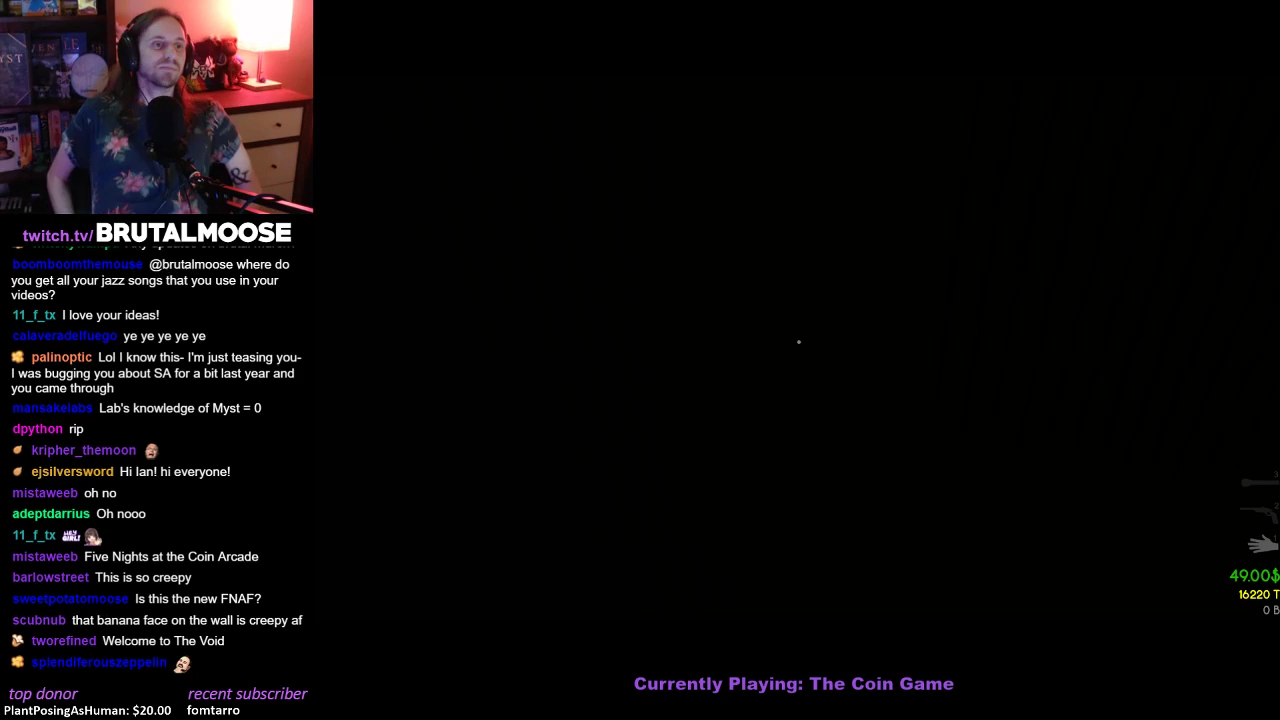 twitch.tv/BRUTALMOOSE
boomboomthemouse @brutalmoose where do
you get all your jazz songs that you use in your
videos?
11_f_tx I love your ideas!
calaveradelfuego ye ye ye ye ye
palinoptic Lol I know this- I'm just teasing you-
I was bugging you about SA for a bit last year and
you came through
mansakelabs Lab's knowledge of Myst = 0
dpython rip
kripher_themoon
ejsilversword Hi Ian! hi everyone!
mistaweeb oh no
adeptdarrius Oh nooo
11_f_tx
mistaweeb Five Nights at the Coin Arcade
barlowstreet This is so creepy
sweetpotatomoose Is this the new FNAF?
scubnub that banana face on the wall is creepy af
tworefined Welcome to The Void
splendiferouszeppelin
top donor recent subscriber
PlantPosingAsHuman: $20.00 fomtarro
3
2
1
49.00$
16220 T
0 B
Currently Playing: The Coin Game